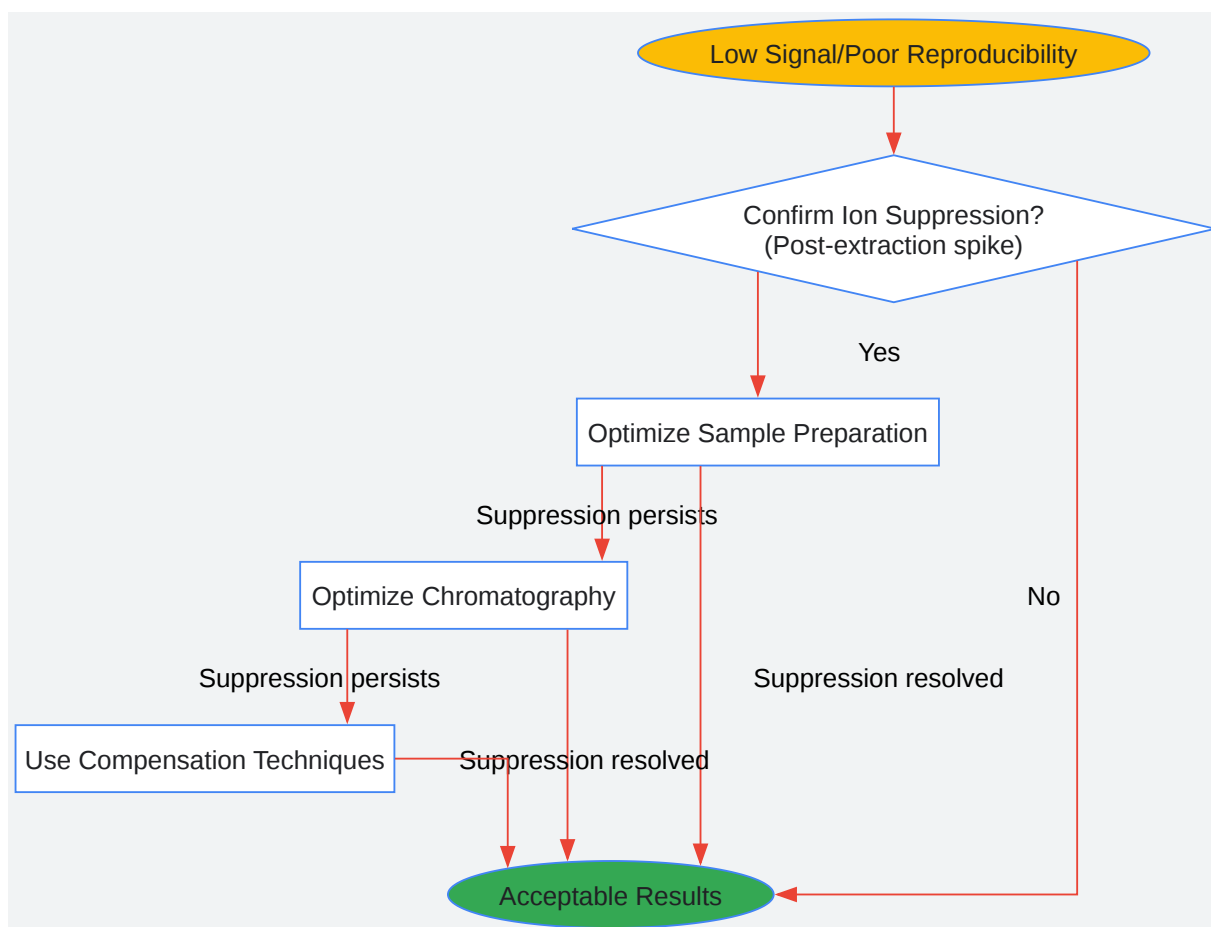 Low Signal/Poor Reproducibility
Confirm Ion Suppression?
(Post-extraction spike)
Yes
Optimize Sample Preparation
Suppression persists
Optimize Chromatography
No
Suppression persists
Suppression resolved
Use Compensation Techniques
Suppression resolved
Acceptable Results